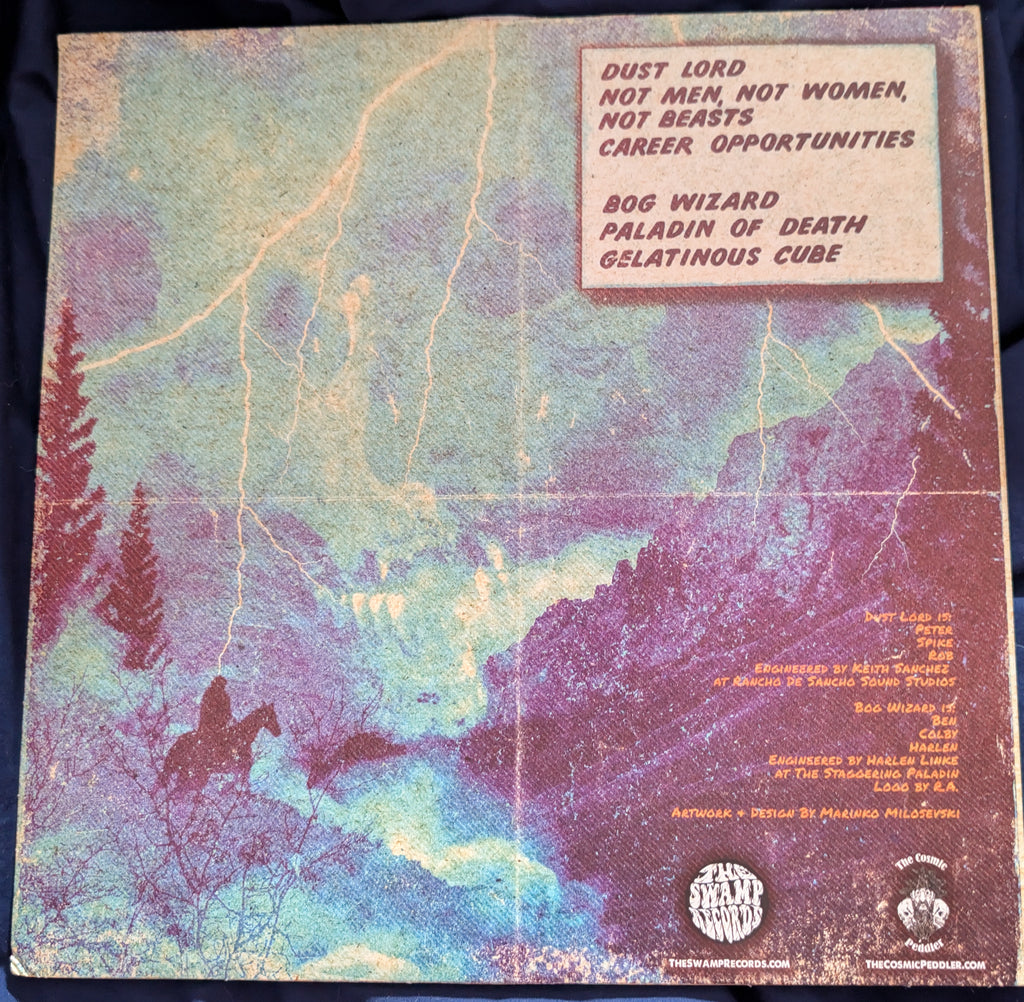 DUST LORD
NOT MEN, NOT WOMEN,
NOT BEASTS
CAREER OPPORTUNITIES
BOG WIZARD
PALADIN OF DEATH
GELATINOUS CUBE
DUST LORD IS:
PETER
SPIKE
ROB
ENGINEERED BY KEITH SANCHEZ
AT RANCHO DE SANCHO SOUND STUDIOS
BOG WIZARD IS:
BEN
COLBY
HARLEN
ENGINEERED BY HARLEN LINKE
AT THE STAGGERING PALADIN
LOGO BY R.A.
ARTWORK + DESIGN BY MARINKO MILOSEVSKI
THE
SWAMP
RECORDS
THESWAMPRECORDS.COM
The Cosmic
Peddler
THECOSMICPEDDLER.COM